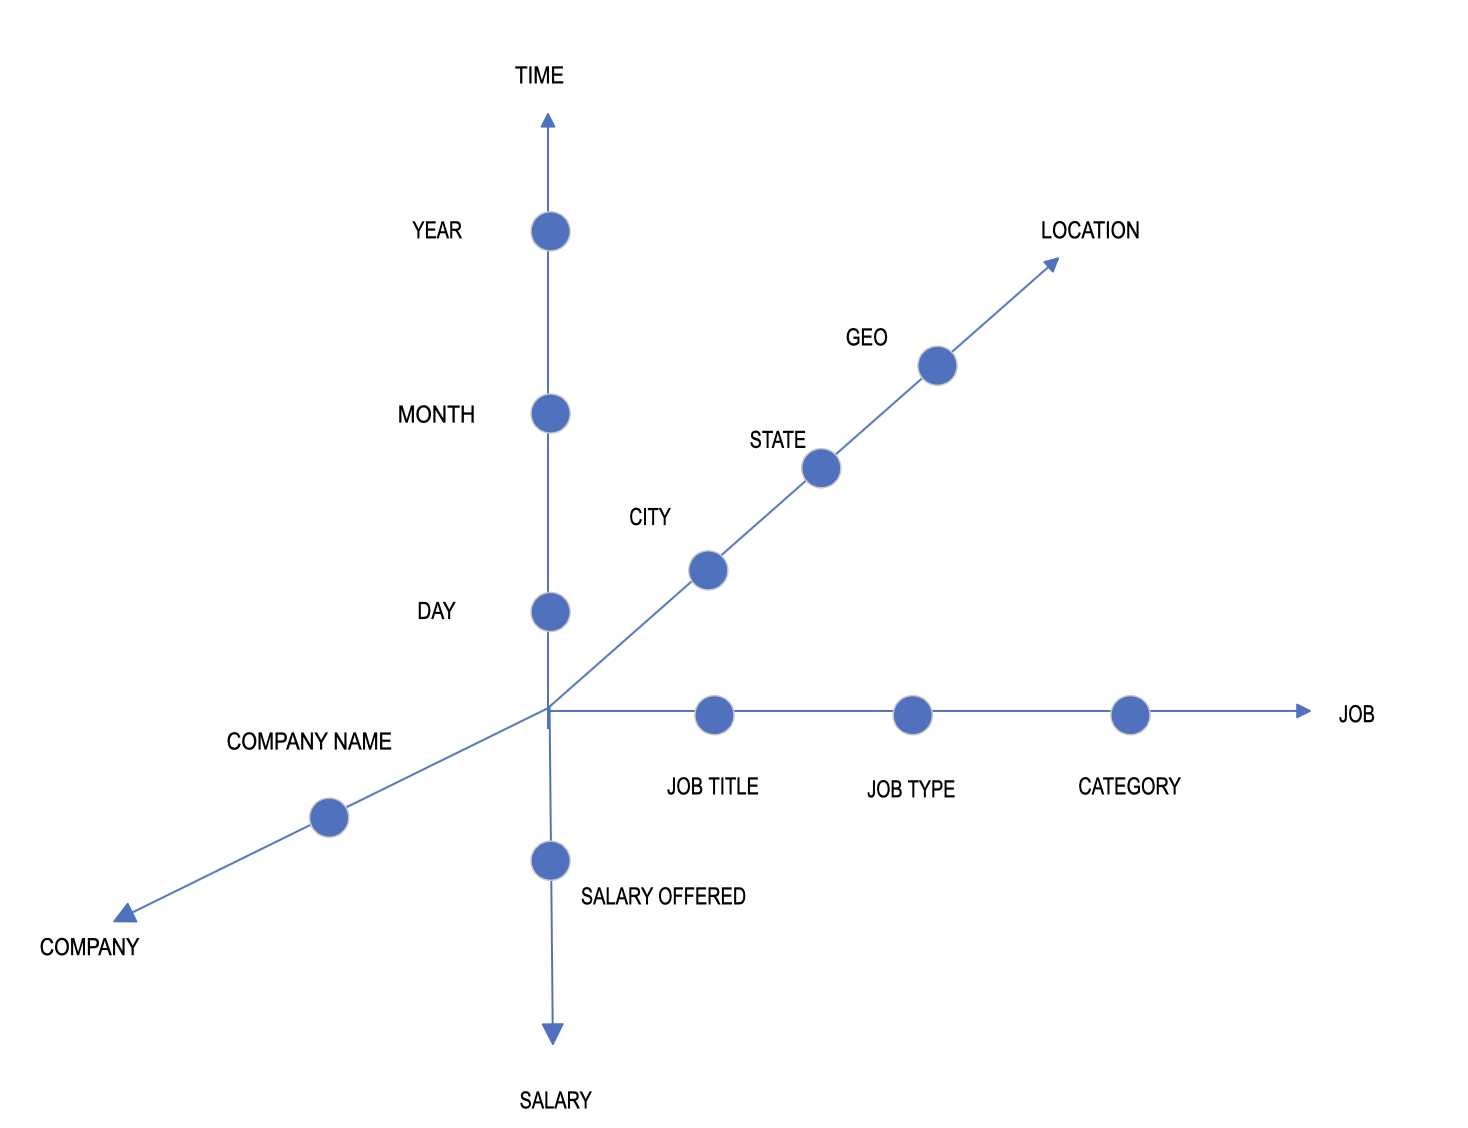 TIME
YEAR
LOCATION
GEO
MONTH
STATE
CITY
DAY
JOB
COMPANY NAME
JOB TITLE
JOB TYPE
CATEGORY
SALARY OFFERED
COMPANY
SALARY